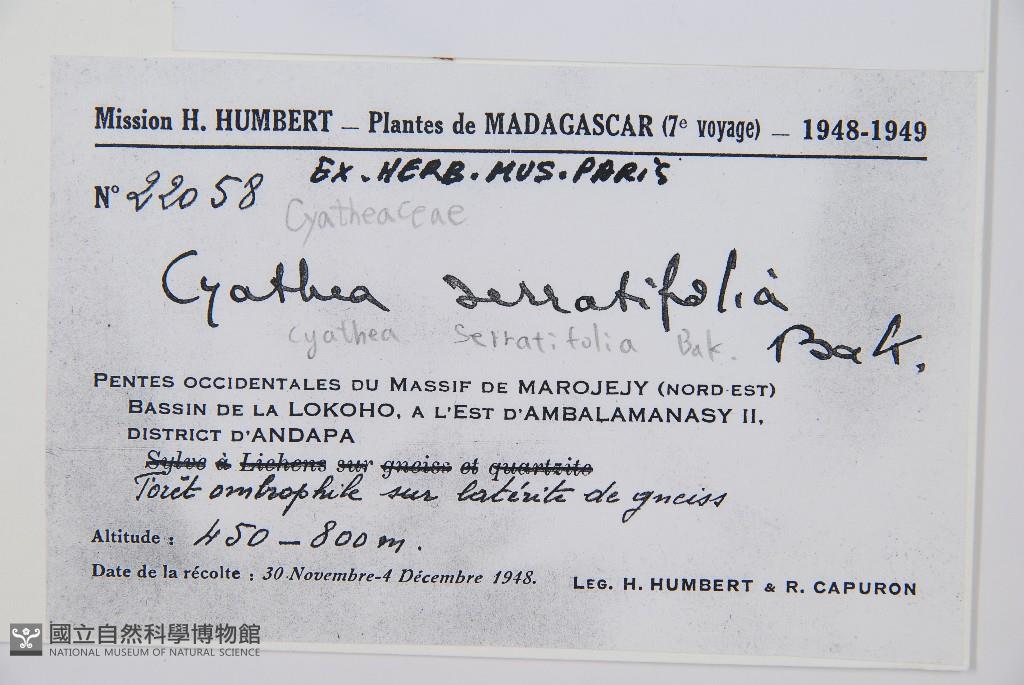 Mission H. HUMBERT — Plantes de MADAGASCAR (7e voyage) — 1948-1949
EX. HERB. MUS. PARIS
N° 22058
Cyatheaceae
Cyathea serratifolia
Bak.
Cyathea serratifolia Bak.
PENTES OCCIDENTALES DU MASSIF DE MAROJEJY (NORD-EST)
BASSIN DE LA LOKOHO, A L'EST D'AMBALAMANASY II,
DISTRICT D'ANDAPA
Sylve à Lichens sur gneiss et quartzite
Forêt ombrophile sur latérite de gneiss
Altitude : 450 — 800 m.
Date de la récolte : 30 Novembre-4 Décembre 1948.
LEG. H. HUMBERT & R. CAPURON
國立自然科學博物館
NATIONAL MUSEUM OF NATURAL SCIENCE